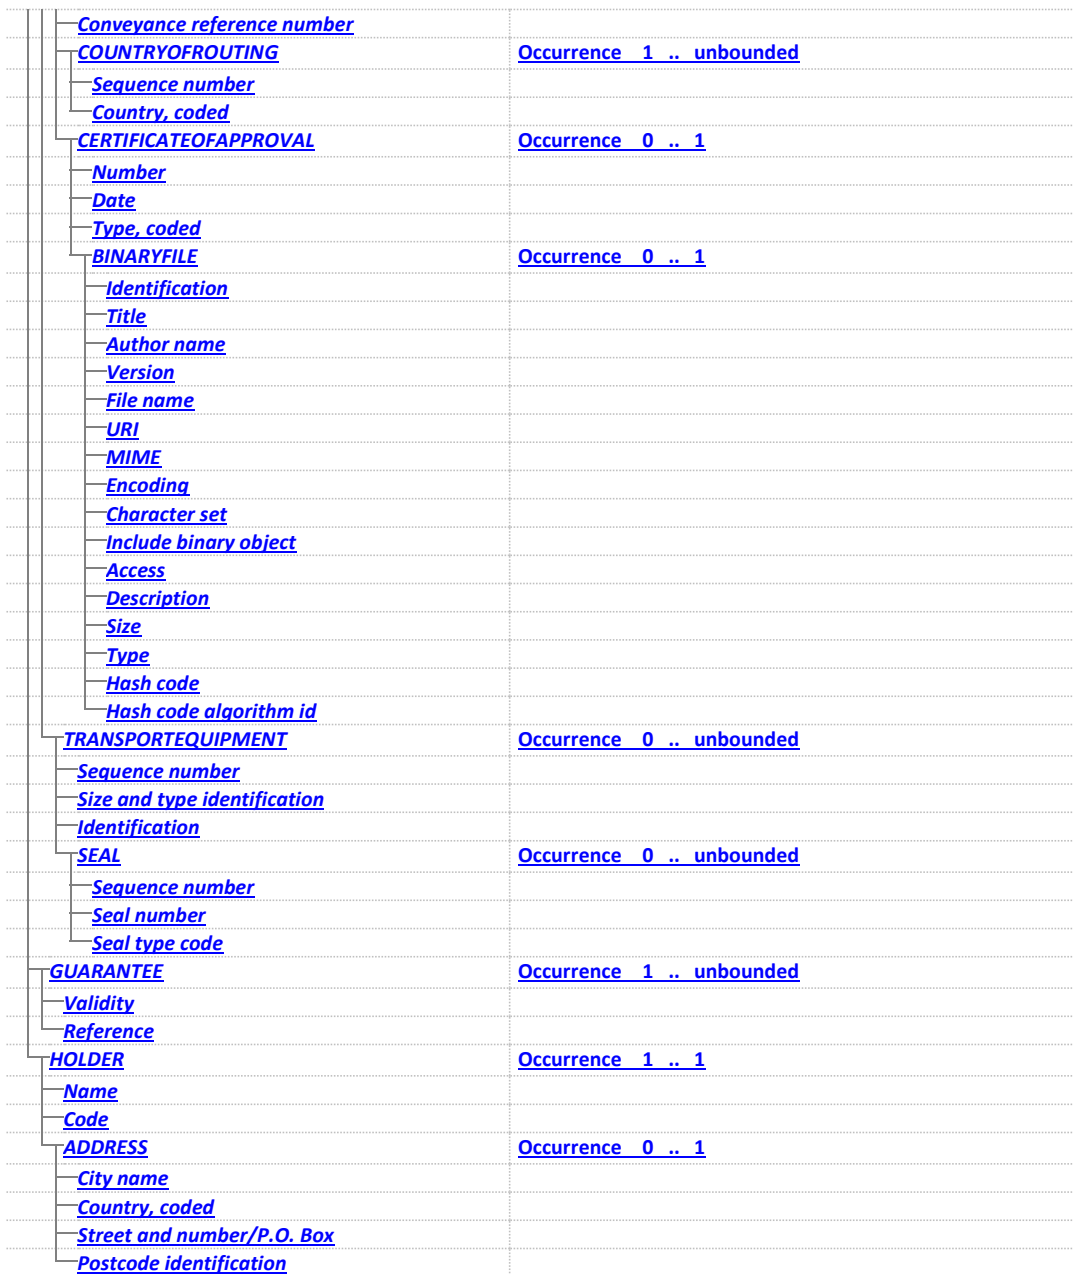 Conveyance reference number
COUNTRYOFROUTING Occurrence 1 .. unbounded
Sequence number
Country, coded
CERTIFICATEOFAPPROVAL Occurrence 0 .. 1
Number
Date
Type, coded
BINARYFILE Occurrence 0 .. 1
Identification
Title
Author name
Version
File name
URI
MIME
Encoding
Character set
Include binary object
Access
Description
Size
Type
Hash code
Hash code algorithm id
TRANSPORTEQUIPMENT Occurrence 0 .. unbounded
Sequence number
Size and type identification
Identification
SEAL Occurrence 0 .. unbounded
Sequence number
Seal number
Seal type code
GUARANTEE Occurrence 1 .. unbounded
Validity
Reference
HOLDER Occurrence 1 .. 1
Name
Code
ADDRESS Occurrence 0 .. 1
City name
Country, coded
Street and number/P.O. Box
Postcode identification